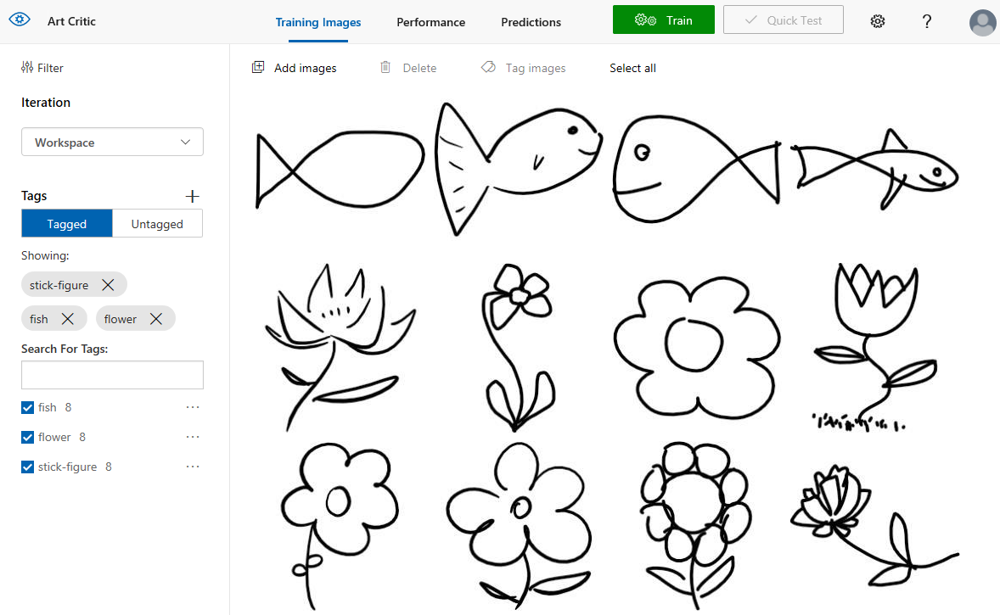 Art Critic
Training Images
Performance
Predictions
Train
Quick Test
?
Filter
Add images
Delete
Tag images
Select all
Iteration
Workspace
Tags
Tagged
Untagged
Showing:
stick-figure
fish
flower
Search For Tags:
fish 8
flower 8
stick-figure 8